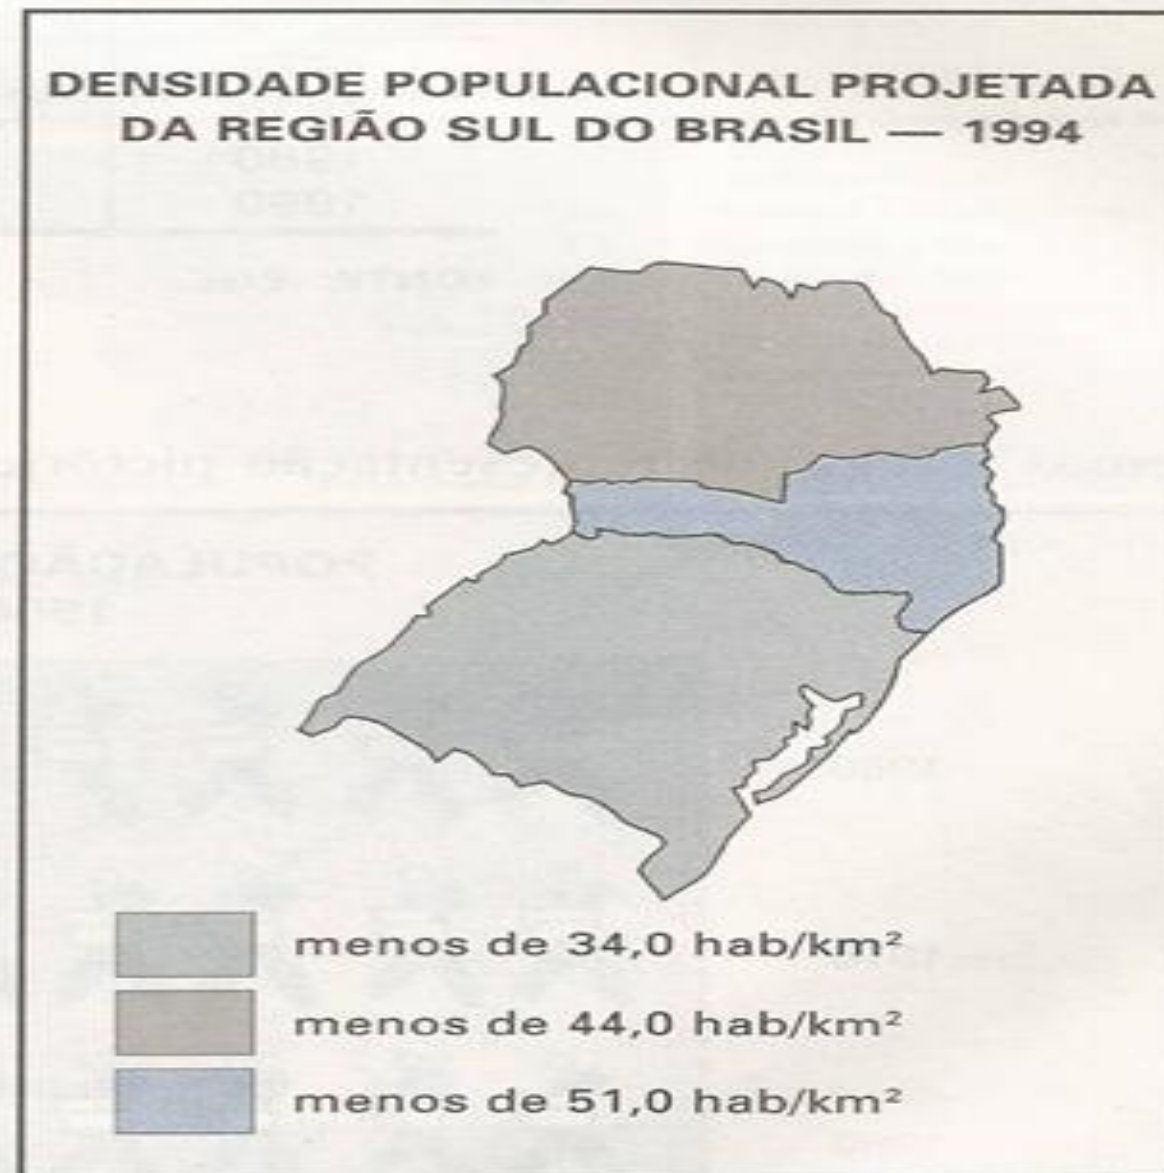 DENSIDADE POPULACIONAL PROJETADA
DA REGIÃO SUL DO BRASIL — 1994
menos de 34,0 hab/km²
menos de 44,0 hab/km²
menos de 51,0 hab/km²